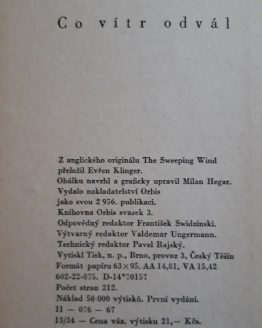 Co vítr odvál
Z anglického originálu The Sweeping Wind
přeložil Evžen Klinger.
Obálku navrhl a graficky upravil Milan Hegar.
Vydalo nakladatelství Orbis
jako svou 2 956. publikaci.
Knihovna Orbis svazek 3.
Odpovědný redaktor František Swidzinski.
Výtvarný redaktor Valdemar Ungermann.
Technický redaktor Pavel Rajský.
Vytiskl Tisk, n. p., Brno, provoz 3, Český Těšín
Formát papíru 63×95. AA 14,81, VA 15,42
602-22-875. D-14*70157
Počet stran 212.
Náklad 50 000 výtisků. První vydání.
11 — 076 — 67
13/34 — Cena váz. výtisku 21,— Kčs.